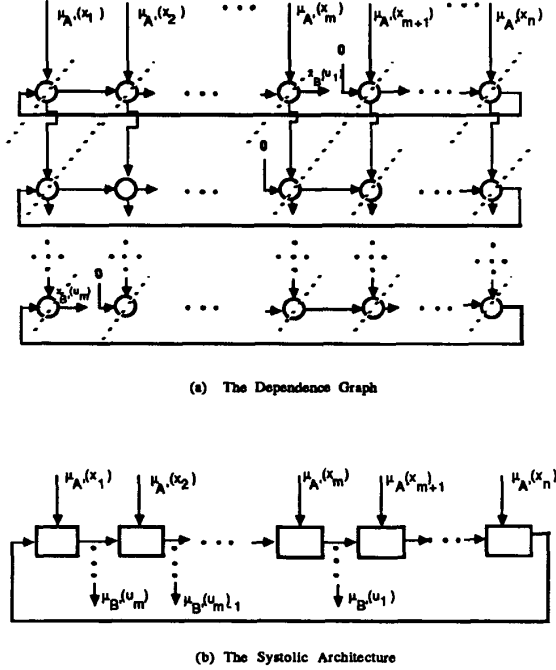 μA'(x1) μA'(x2) ... μA'(xm) μA'(xm+1) ... μA'(xn)
0
zB'(u1)
0
0
(a) The Dependence Graph
μA'(x1) μA'(x2) μA'(xm) μA'(xm+1) μA'(xn)
μB'(um) μB'(um-1 μB'(u1)
(b) The Systolic Architecture